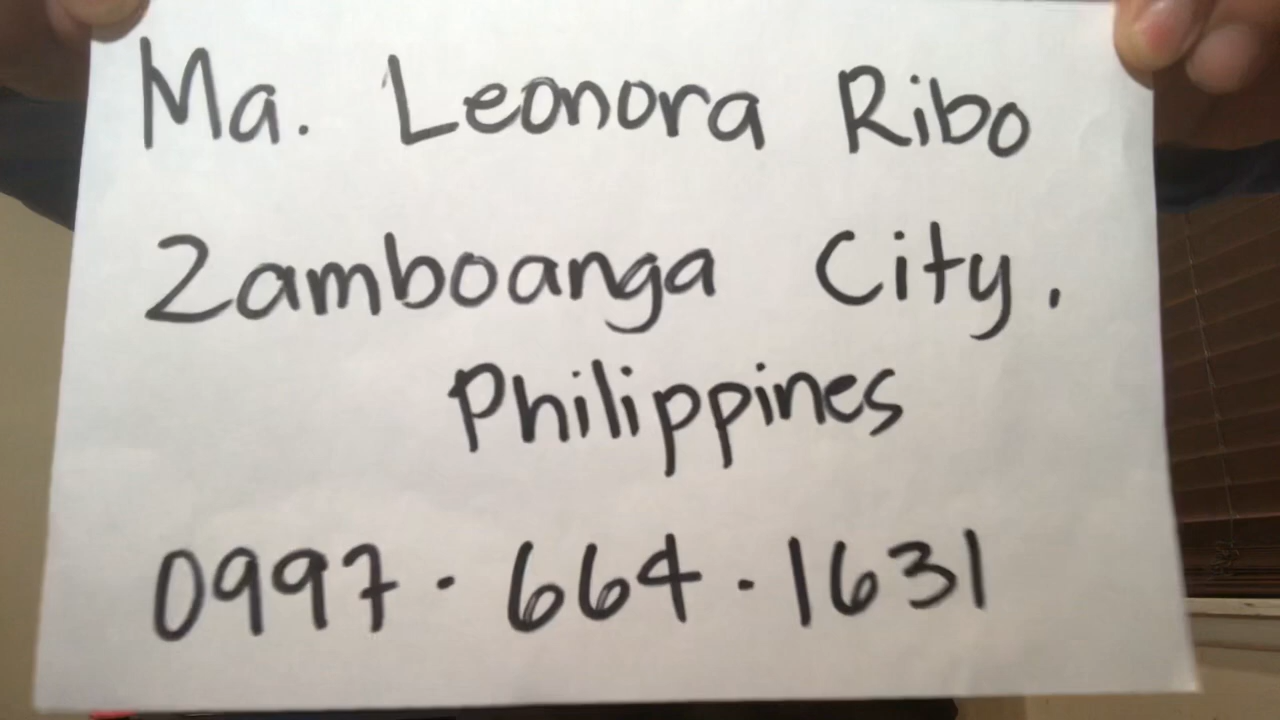 Ma. Leonora Ribo
Zamboanga City.
Philippines
0997 · 664 · 1631